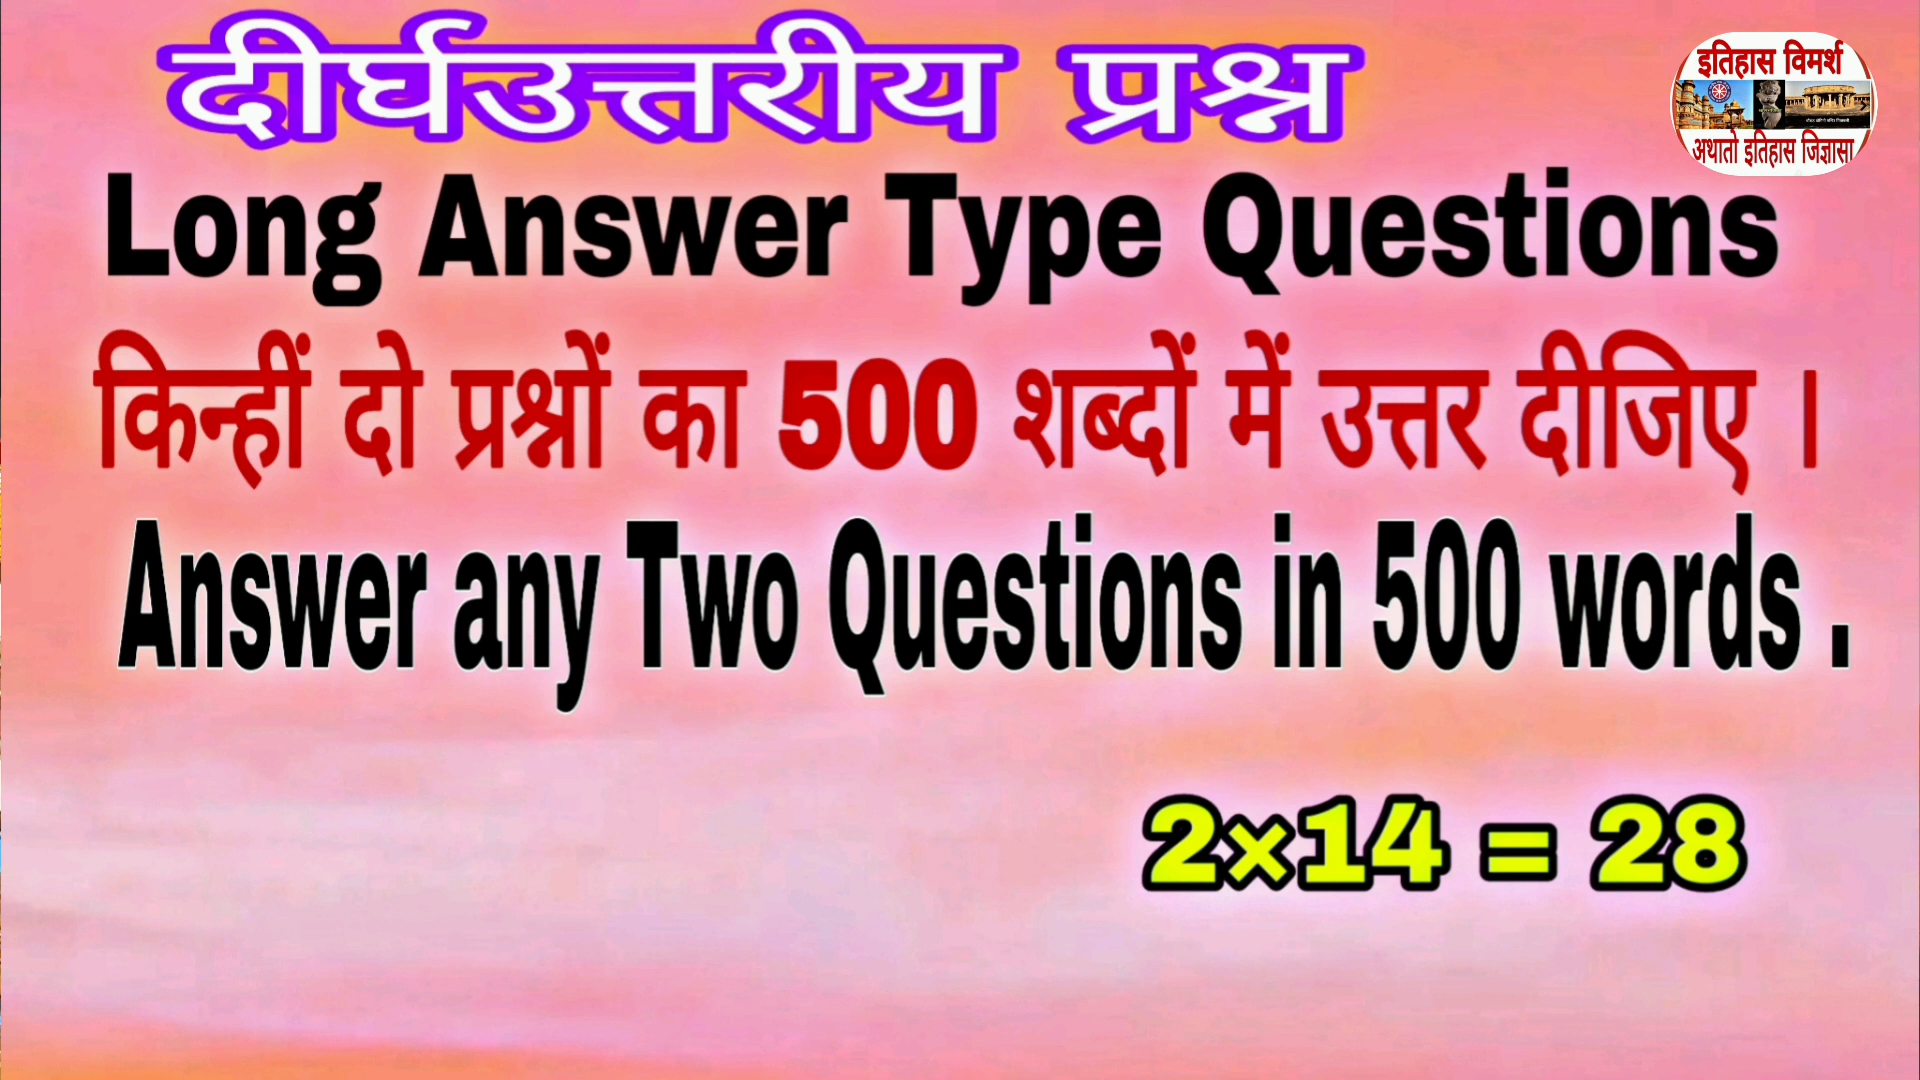 दीर्घउत्तरीय प्रश्न
इतिहास विमर्श
अथातो इतिहास जिज्ञासा
Long Answer Type Questions
किन्हीं दो प्रश्नों का 500 शब्दों में उत्तर दीजिए ।
Answer any Two Questions in 500 words .
2×14 = 28